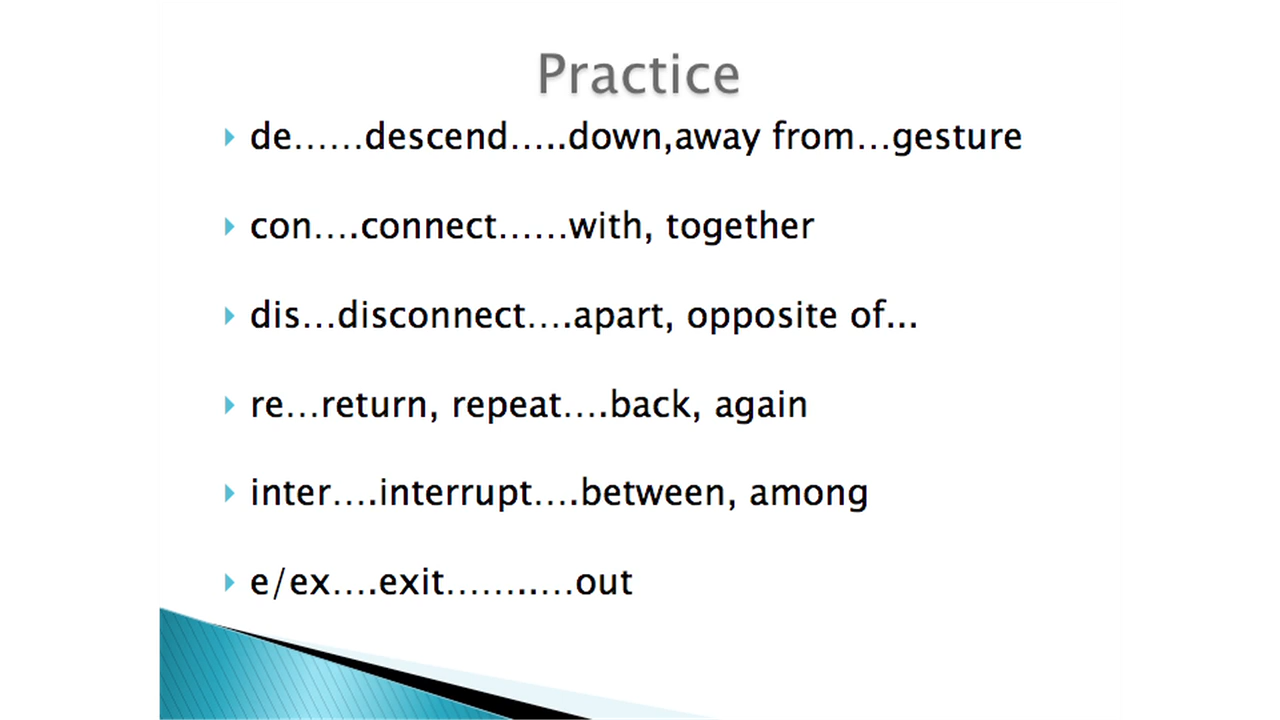 Practice
de……descend…..down,away from…gesture
con….connect……with, together
dis…disconnect….apart, opposite of...
re…return, repeat….back, again
inter….interrupt….between, among
e/ex….exit……..…out